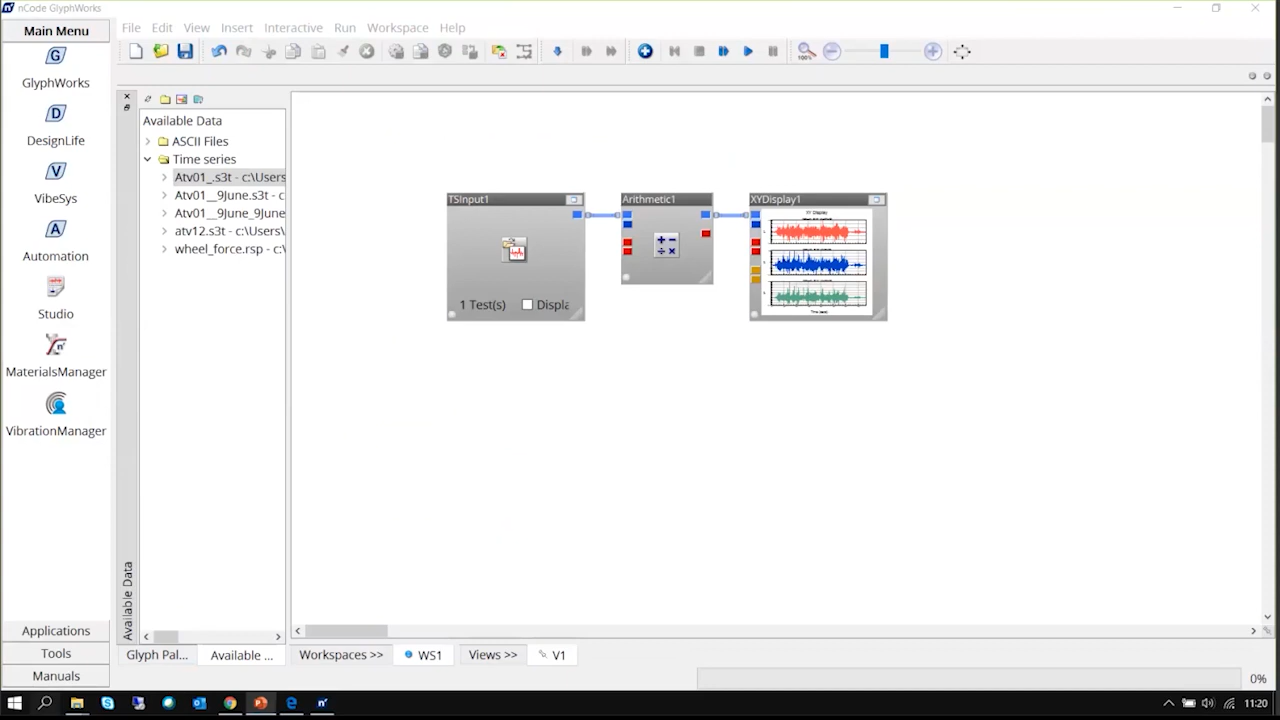 nCode GlyphWorks
Main Menu
File Edit View Insert Interactive Run Workspace Help
GlyphWorks
DesignLife
VibeSys
Automation
Studio
MaterialsManager
VibrationManager
Applications
Tools
Manuals
Available Data
ASCII Files
Time series
Atv01_.s3t - c:\Users
Atv01__9June.s3t - c
Atv01__9June_9June
atv12.s3t - c:\Users\
wheel_force.rsp - c:\
Available Data
Glyph Pal...
Available ...
100%
TSInput1
1 Test(s) Displa
Arithmetic1
XYDisplay1
XY Display
Workspaces >>
WS1
Views >>
V1
0%
11:20